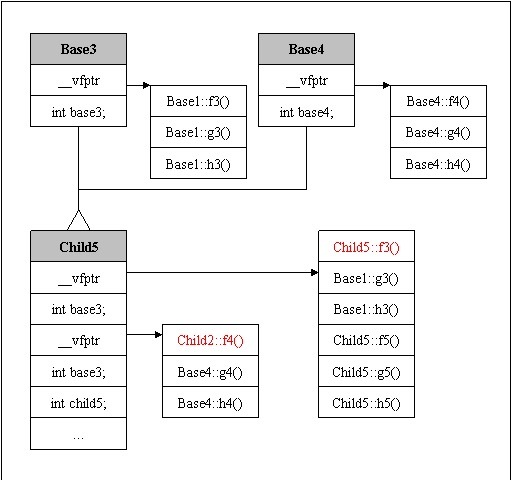 Base3
__vfptr
int base3;
Base1::f3()
Base1::g3()
Base1::h3()
Base4
__vfptr
int base4;
Base4::f4()
Base4::g4()
Base4::h4()
Child5
__vfptr
int base3;
__vfptr
int base3;
int child5;
...
Child2::f4()
Base4::g4()
Base4::h4()
Child5::f3()
Base1::g3()
Base1::h3()
Child5::f5()
Child5::g5()
Child5::h5()